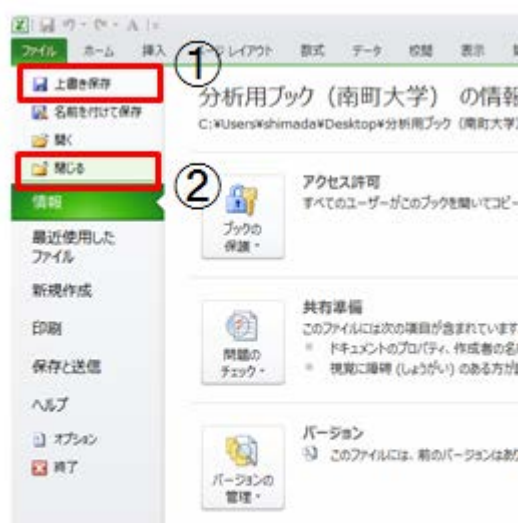 ファイル ホーム 挿入 ページ レイアウト 数式 データ 校閲 表示
①
上書き保存
名前を付けて保存
開く
閉じる
②
情報
最近使用した
ファイル
新規作成
印刷
保存と送信
ヘルプ
オプション
終了
分析用ブック（南町大学） の情報
C:¥Users¥shimada¥Desktop¥分析用ブック（南町大学）
ブックの
保護
アクセス許可
すべてのユーザーがこのブックを開いてコピー
問題の
チェック
共有準備
このファイルには次の項目が含まれています
ドキュメントのプロパティ、作成者の名
視覚に障碍 (しょうがい) のある方が
バージョンの
管理
バージョン
このファイルには、前のバージョンはあり